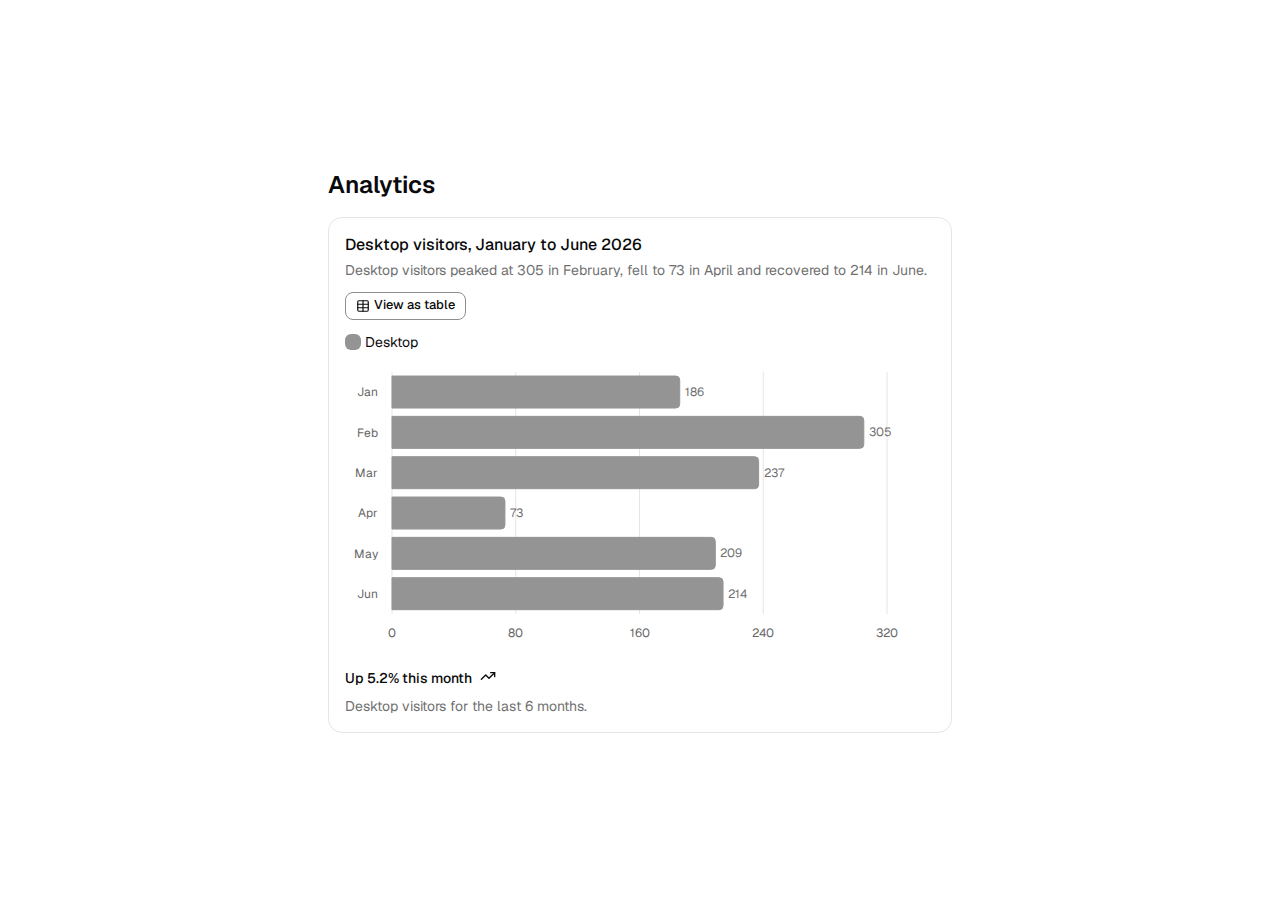 Analytics
Desktop visitors, January to June 2026
Desktop visitors peaked at 305 in February, fell to 73 in April and recovered to 214 in June.
View as table
Desktop
Jan 186
Feb 305
Mar 237
Apr 73
May 209
Jun 214
0 80 160 240 320
Up 5.2% this month
Desktop visitors for the last 6 months.